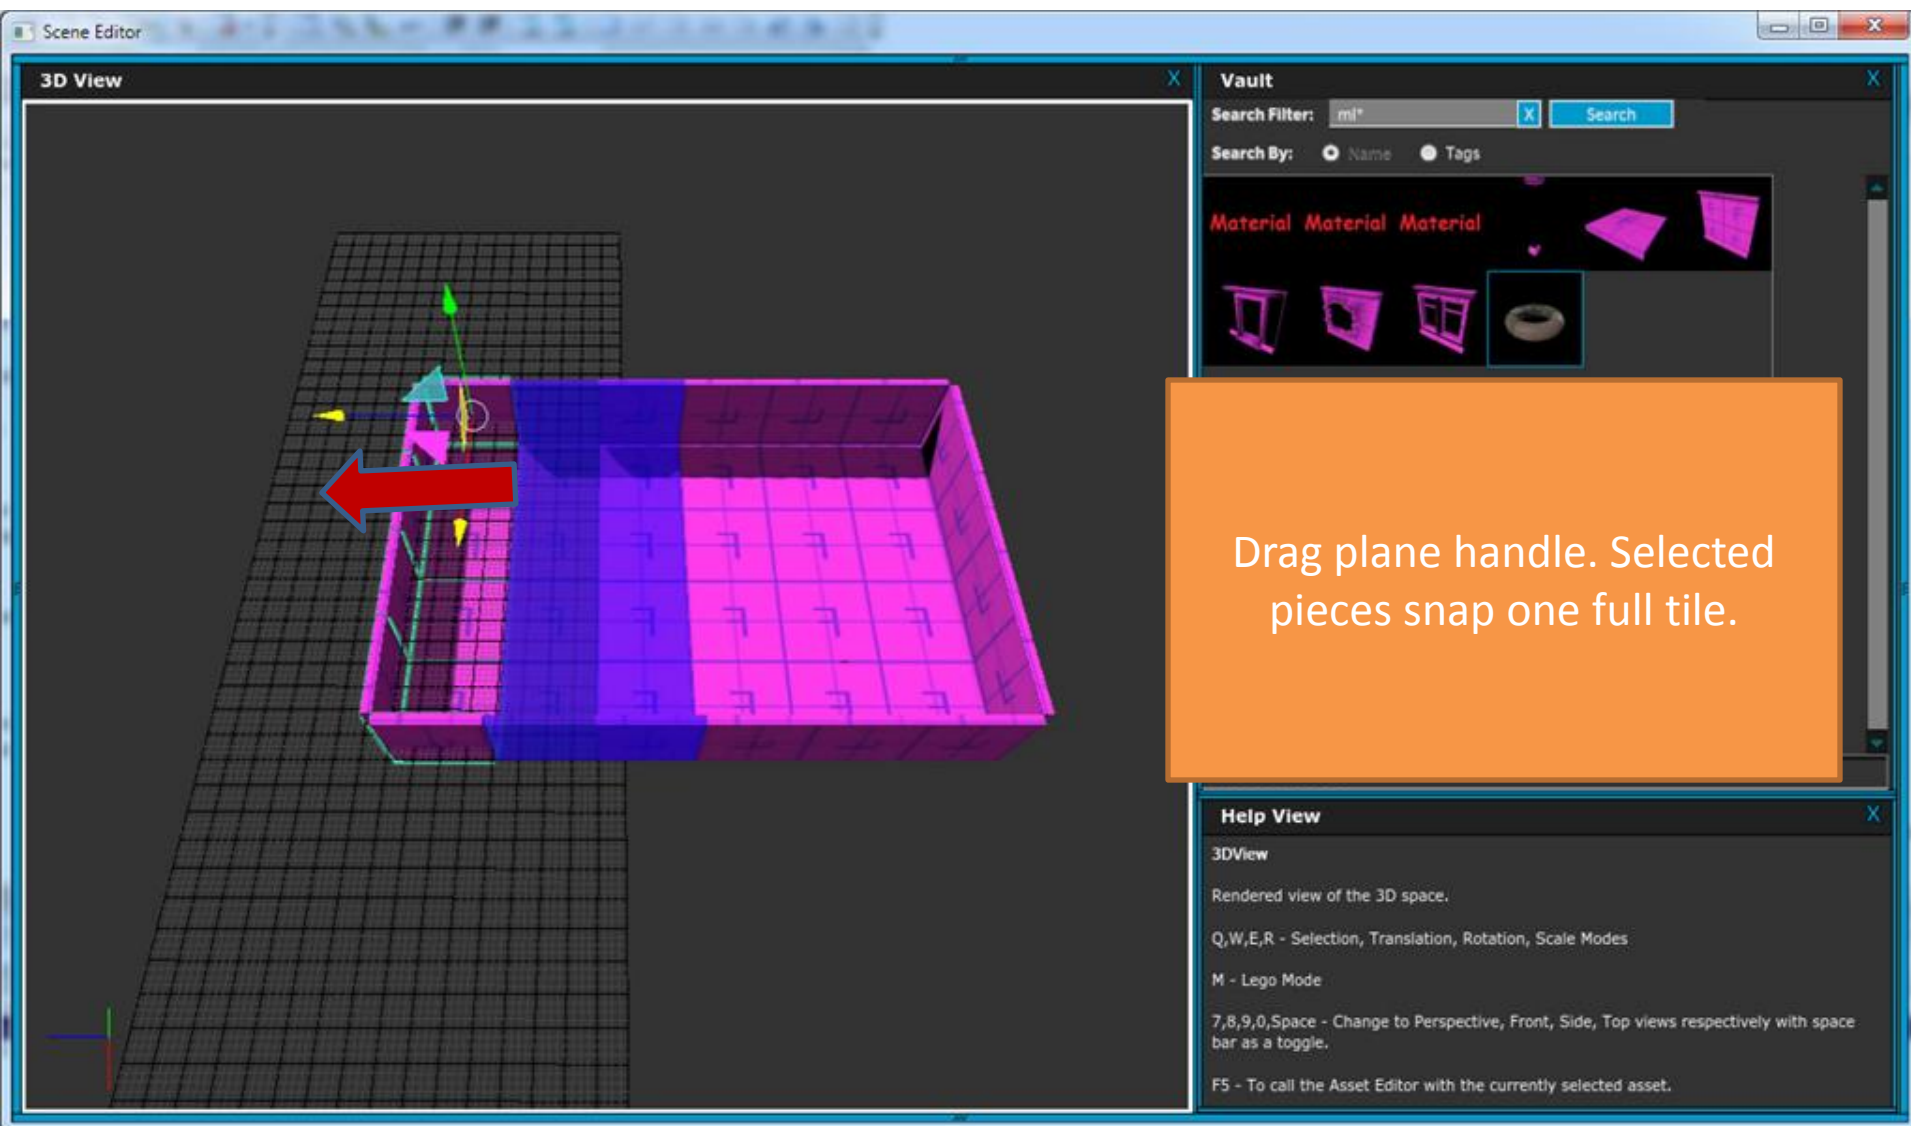 Scene Editor
3D View X
Vault X
Search Filter: ml* X Search
Search By: Name Tags
Material Material Material
Drag plane handle. Selected
pieces snap one full tile.
Help View X
3DView
Rendered view of the 3D space.
Q,W,E,R - Selection, Translation, Rotation, Scale Modes
M - Lego Mode
7,8,9,0,Space - Change to Perspective, Front, Side, Top views respectively with space
bar as a toggle.
F5 - To call the Asset Editor with the currently selected asset.